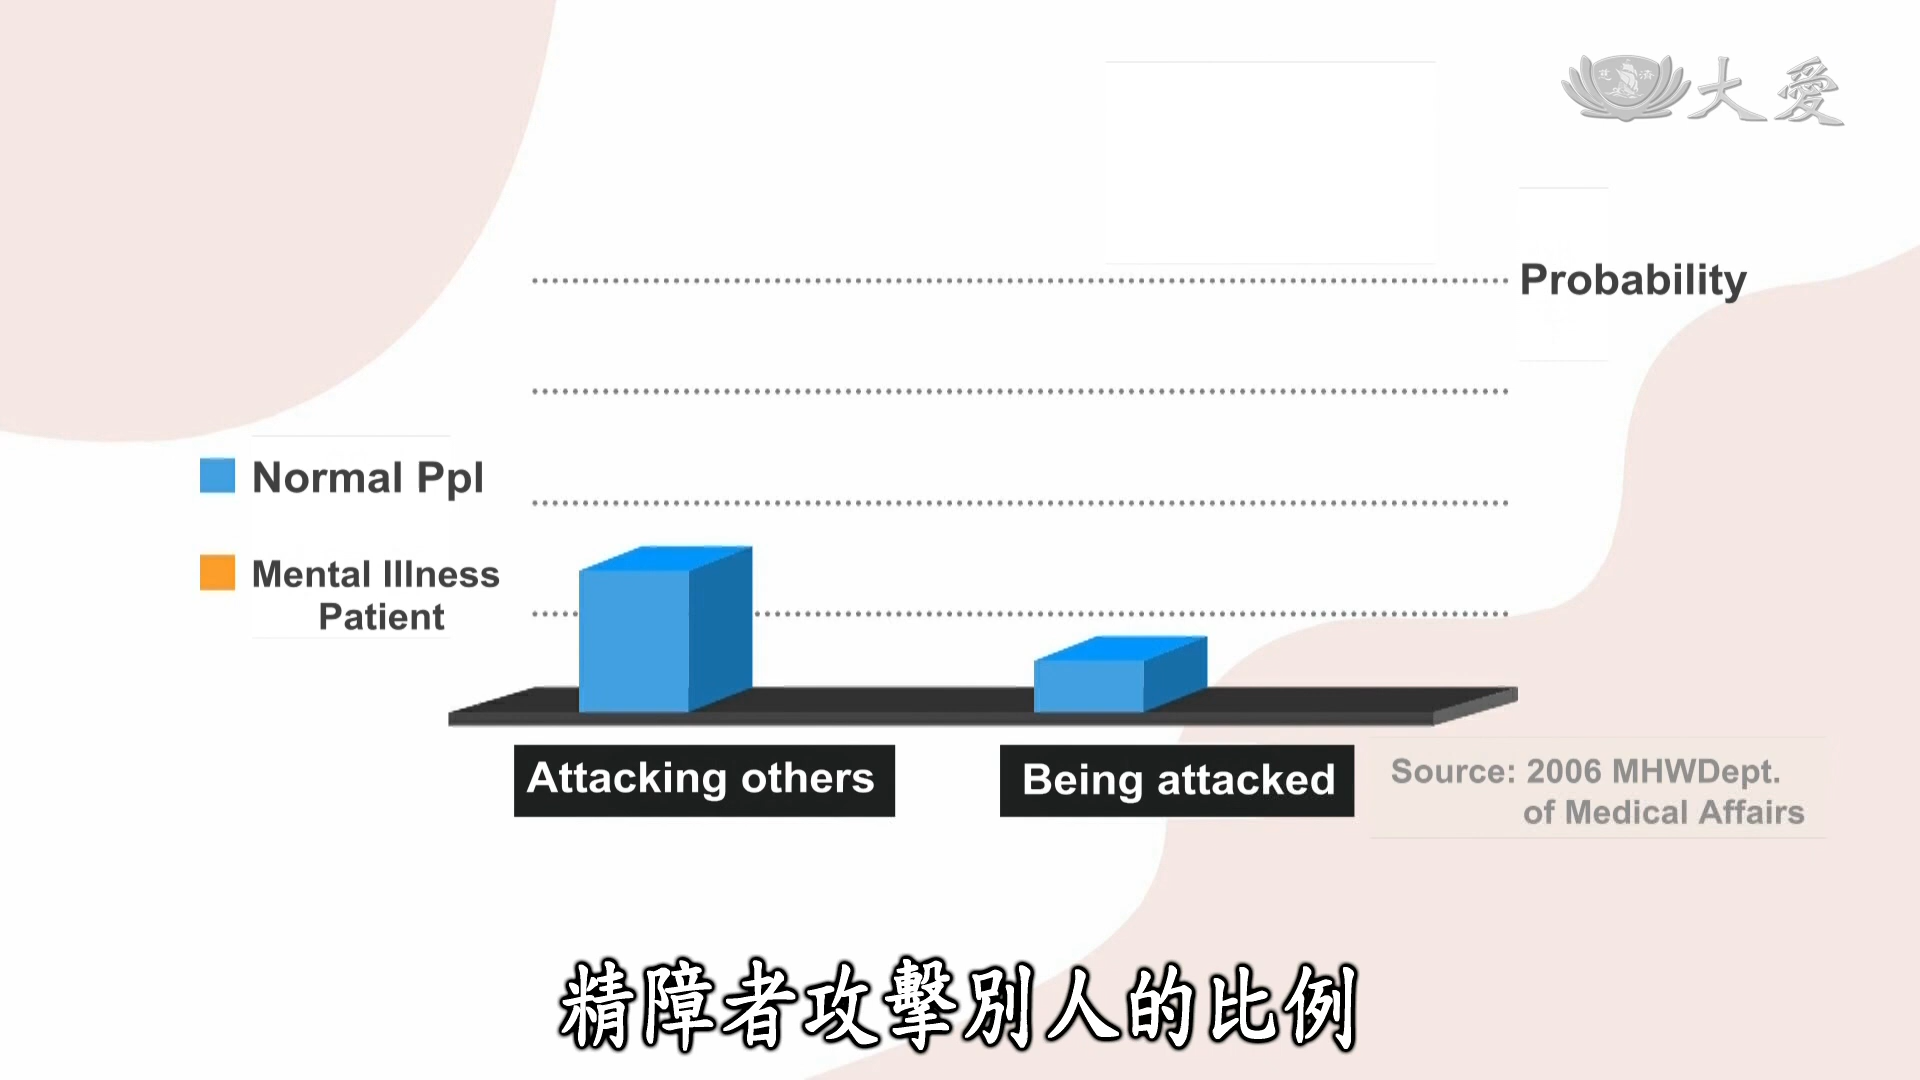 大愛
Probability
Normal Ppl
Mental Illness
Patient
Attacking others
Being attacked
Source: 2006 MHWDept.
of Medical Affairs
精障者攻擊別人的比例